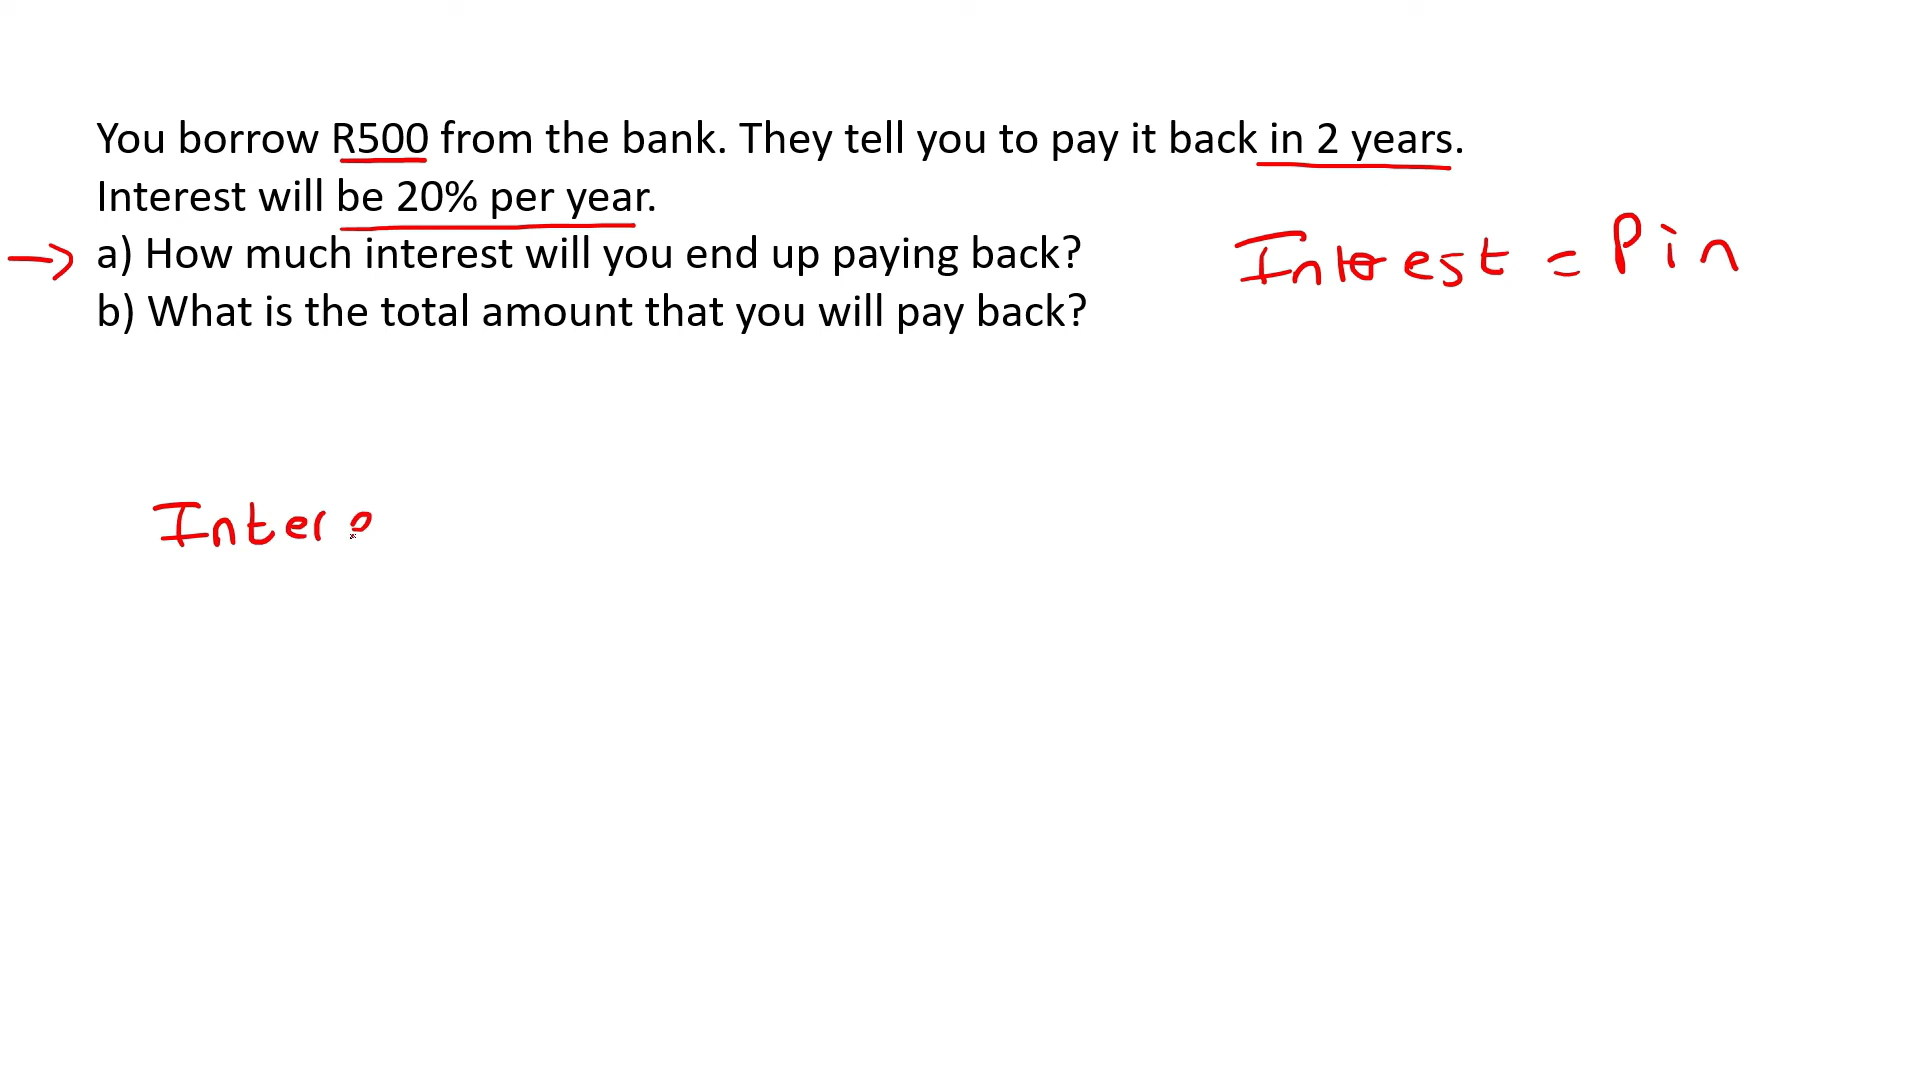 You borrow R500 from the bank. They tell you to pay it back in 2 years.
Interest will be 20% per year.
a) How much interest will you end up paying back?
Interest = Pin
b) What is the total amount that you will pay back?
Intere